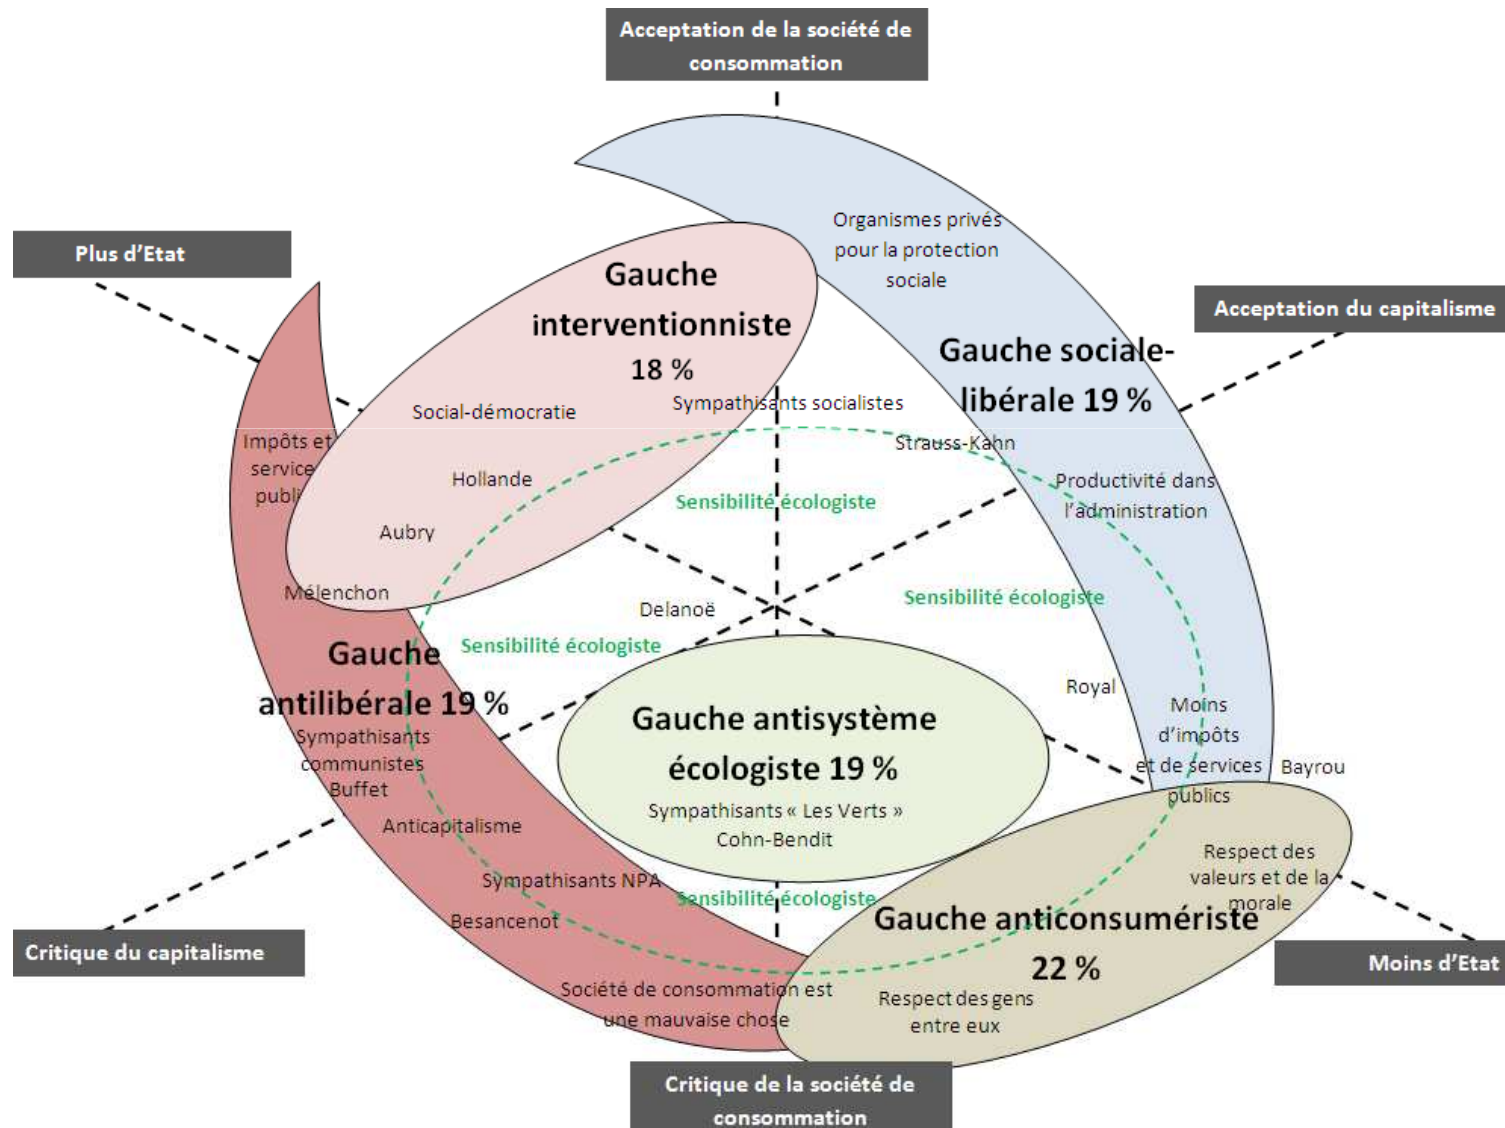 Acceptation de la société de
consommation
Plus d'Etat
Organismes privés
pour la protection
sociale
Gauche
interventionniste
18 %
Acceptation du capitalisme
Gauche sociale-
libérale 19 %
Social-démocratie
Sympathisants socialistes
Strauss-Kahn
Impôts et
service
publi
Hollande
Sensibilité écologiste
Productivité dans
l'administration
Aubry
Mélenchon
Delanoë
Sensibilité écologiste
Sensibilité écologiste
Gauche
antilibérale 19 %
Sympathisants
communistes
Buffet
Royal
Gauche antisystème
écologiste 19 %
Sympathisants « Les Verts »
Cohn-Bendit
Moins
d'impôts
et de services
publics
Bayrou
Anticapitalisme
Sympathisants NPA
Besancenot
Sensibilité écologiste
Respect des
valeurs et de la
morale
Gauche anticonsumériste
22 %
Critique du capitalisme
Moins d'Etat
Société de consommation est
une mauvaise chose
Respect des gens
entre eux
Critique de la société de
consommation